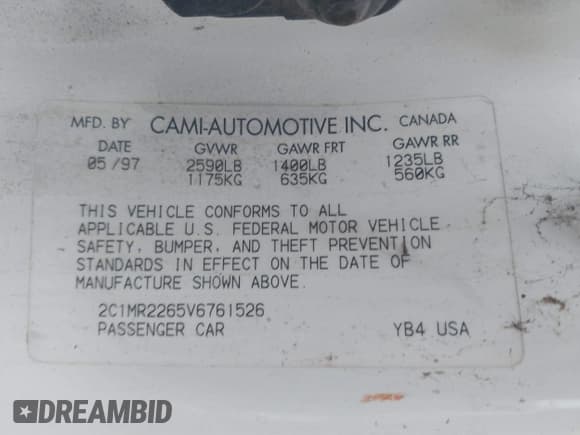 MFD. BY CAMI-AUTOMOTIVE INC. CANADA
DATE GVWR GAWR FRT GAWR RR
05 /97 2590LB 1400LB 1235LB
1175KG 635KG 560KG
THIS VEHICLE CONFORMS TO ALL
APPLICABLE U.S. FEDERAL MOTOR VEHICLE
SAFETY, BUMPER, AND THEFT PREVENTION
STANDARDS IN EFFECT ON THE DATE OF
MANUFACTURE SHOWN ABOVE.
2C1MR2265V6761526
PASSENGER CAR YB4 USA
DREAMBID